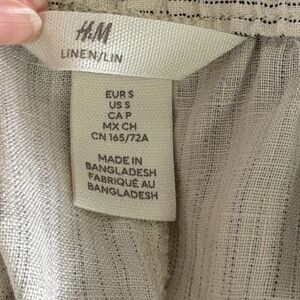 H&M
LINEN/LIN
EUR S
US S
CA P
MX CH
CN 165/72A
MADE IN
BANGLADESH
FABRIQUÉ AU
BANGLADESH